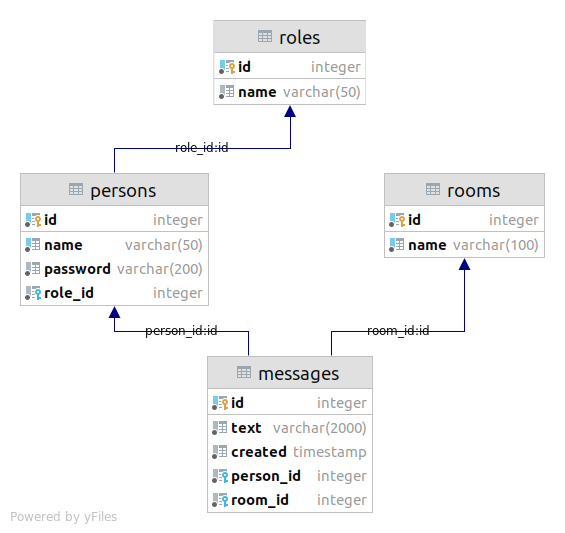 roles
id integer
name varchar(50)
role_id:id
persons
id integer
name varchar(50)
password varchar(200)
role_id integer
rooms
id integer
name varchar(100)
person_id:id
room_id:id
messages
id integer
text varchar(2000)
created timestamp
person_id integer
room_id integer
Powered by yFiles